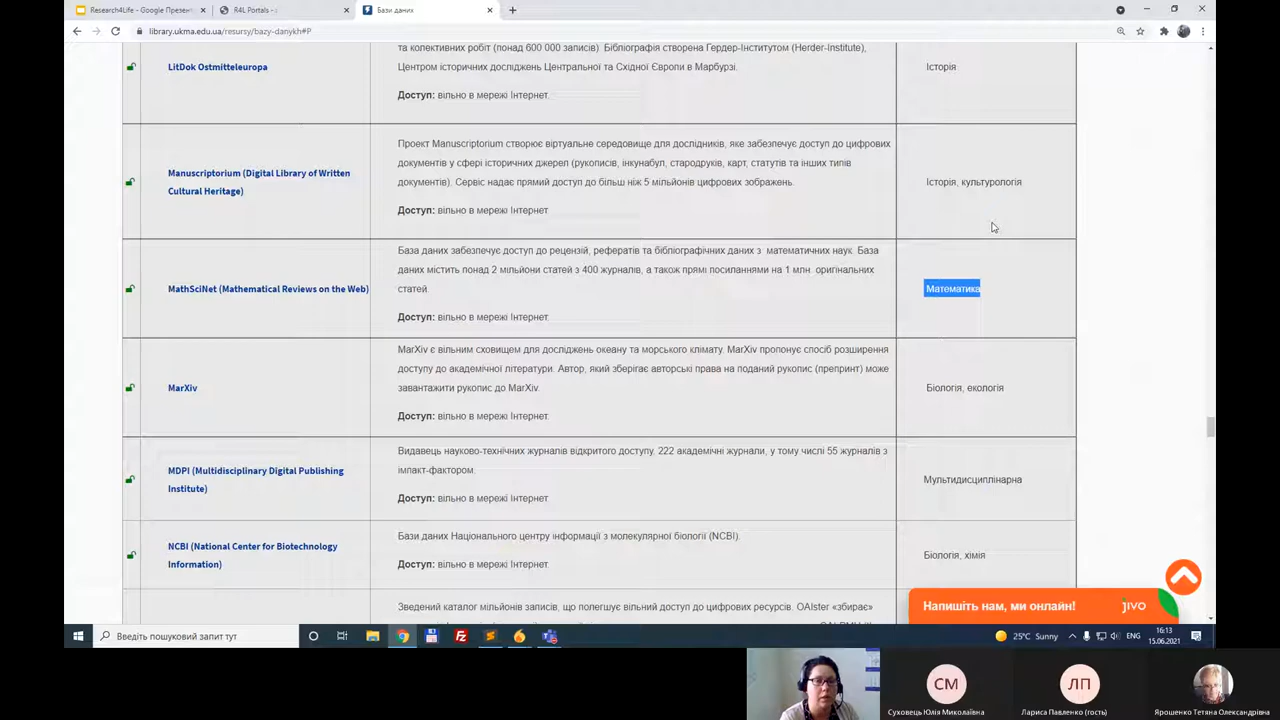 Research4Life - Google Презент
R4L Portals -
Бази даних
library.ukma.edu.ua/resursy/bazy-danykh#P
та колективних робіт (понад 600 000 записів). Бібліографія створена Гердер-Інститутом (Herder-Institute),
LitDok Ostmitteleuropa
Центром історичних досліджень Центральної та Східної Європи в Марбурзі.
Історія
Доступ: вільно в мережі Інтернет.
Проект Manuscriptorium створює віртуальне середовище для дослідників, яке забезпечує доступ до цифрових
Manuscriptorium (Digital Library of Written
Cultural Heritage)
документів у сфері історичних джерел (рукописів, інкунабул, стародруків, карт, статутів та інших типів
документів). Сервіс надає прямий доступ до більш ніж 5 мільйонів цифрових зображень.
Історія, культурологія
Доступ: вільно в мережі Інтернет
База даних забезпечує доступ до рецензій, рефератів та бібліографічних даних з математичних наук. База
даних містить понад 2 мільйони статей з 400 журналів, а також прямі посиланнями на 1 млн. оригінальних
MathSciNet (Mathematical Reviews on the Web)
статей.
Математика
Доступ: вільно в мережі Інтернет.
MarXiv є вільним сховищем для досліджень океану та морського клімату. MarXiv пропонує спосіб розширення
доступу до академічної літератури. Автор, який зберігає авторські права на поданий рукопис (препринт) може
MarXiv
завантажити рукопис до MarXiv.
Біологія, екологія
Доступ: вільно в мережі Інтернет.
Видавець науково-технічних журналів відкритого доступу. 222 академічні журнали, у тому числі 55 журналів з
MDPI (Multidisciplinary Digital Publishing
Institute)
імпакт-фактором.
Мультидисциплінарна
Доступ: вільно в мережі Інтернет.
NCBI (National Center for Biotechnology
Information)
Бази даних Національного центру інформації з молекулярної біології (NCBI).
Біологія, хімія
Доступ: вільно в мережі Інтернет.
Зведений каталог мільйонів записів, що полегшує вільний доступ до цифрових ресурсів. OAIster «збирає»
Напишіть нам, ми онлайн!
JIVO
Введіть пошуковий запит тут
25°C Sunny
ENG
16:13
15.06.2021
СМ
Суховець Юлія Миколаївна
ЛП
Лариса Павленко (гость)
Ярошенко Тетяна Олександрівна